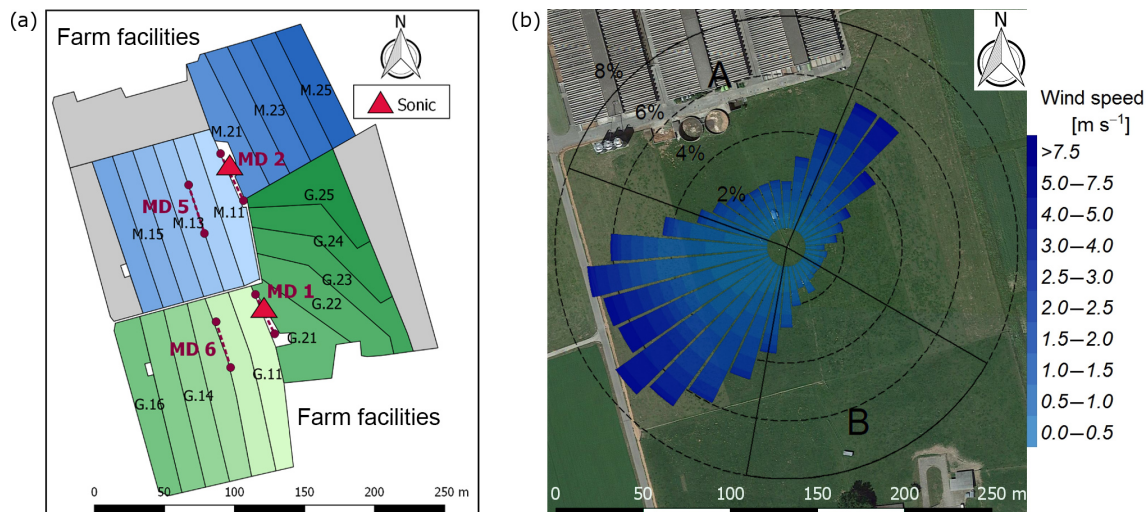 (a)
Farm facilities
N
Sonic
M.25
M.23
M.21
MD 2
MD 5
M.11
M.13
M.15
G.25
G.24
G.23
MD 1
G.22
G.21
MD 6
G.11
G.14
G.16
Farm facilities
0 50 100 150 200 250 m
(b)
N
A
8%
6%
4%
2%
B
0 50 100 150 200 250 m
Wind speed
[m s⁻¹]
>7.5
5.0–7.5
4.0–5.0
3.0–4.0
2.5–3.0
2.0–2.5
1.5–2.0
1.0–1.5
0.5–1.0
0.0–0.5